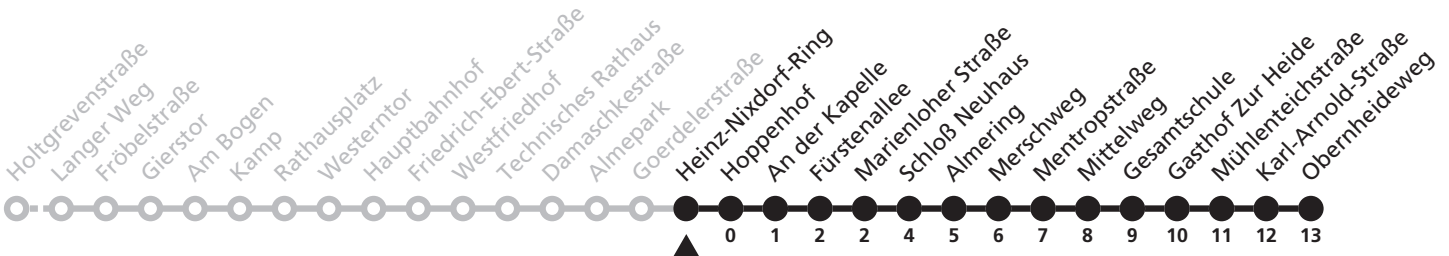 Holtgrevenstraße
Langer Weg
Fröbelstraße
Gierstor
Am Bogen
Kamp
Rathausplatz
Westerntor
Hauptbahnhof
Friedrich-Ebert-Straße
Westfriedhof
Technisches Rathaus
Damaschkestraße
Almepark
Goerdelerstraße
Heinz-Nixdorf-Ring
Hoppenhof
An der Kapelle
Fürstenallee
Marienloher Straße
Schloß Neuhaus
Almering
Merschweg
Mentropstraße
Mittelweg
Gesamtschule
Gasthof Zur Heide
Mühlenteichstraße
Karl-Arnold-Straße
Obernheideweg
0 1 2 2 4 5 6 7 8 9 10 11 12 13